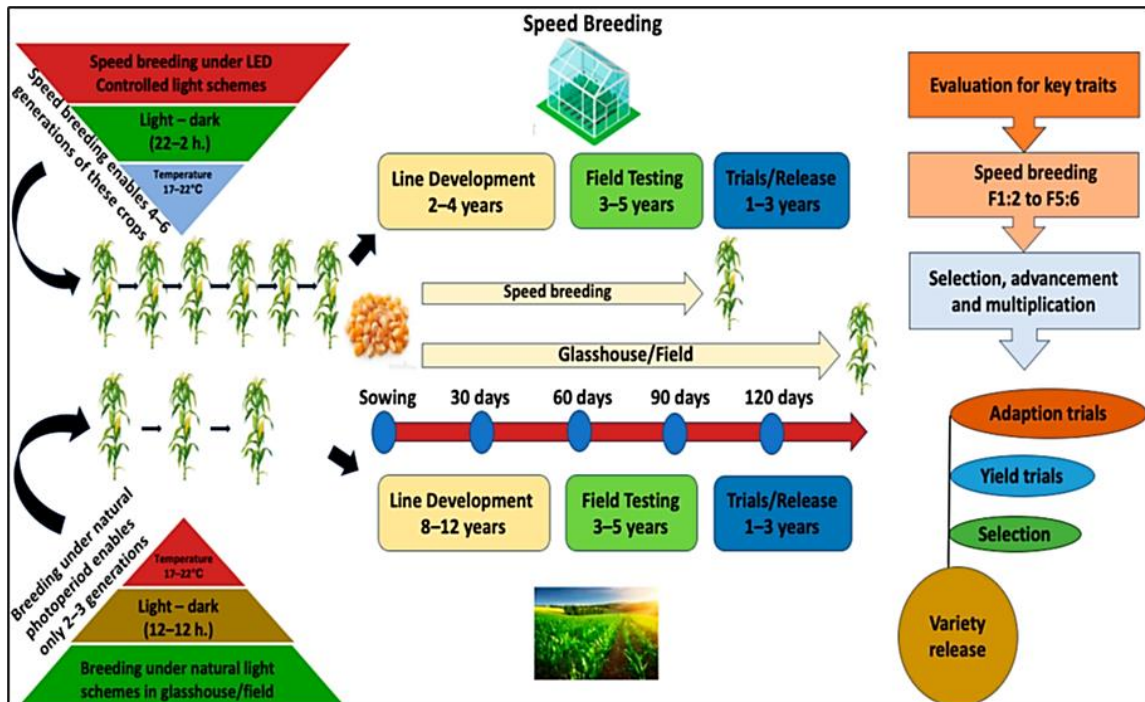 Speed Breeding
Speed breeding under LED
Controlled light schemes
Light – dark
(22–2 h.)
Temperature
17–22°C
Speed breeding enables 4–6
generations of these crops
Line Development
2–4 years
Field Testing
3–5 years
Trials/Release
1–3 years
Speed breeding
Glasshouse/Field
Sowing
30 days
60 days
90 days
120 days
Line Development
8–12 years
Field Testing
3–5 years
Trials/Release
1–3 years
Breeding under natural
photoperiod enables
only 2–3 generations
Temperature
17–22°C
Light – dark
(12–12 h.)
Breeding under natural light
schemes in glasshouse/field
Evaluation for key traits
Speed breeding
F1:2 to F5:6
Selection, advancement
and multiplication
Adaption trials
Yield trials
Selection
Variety
release